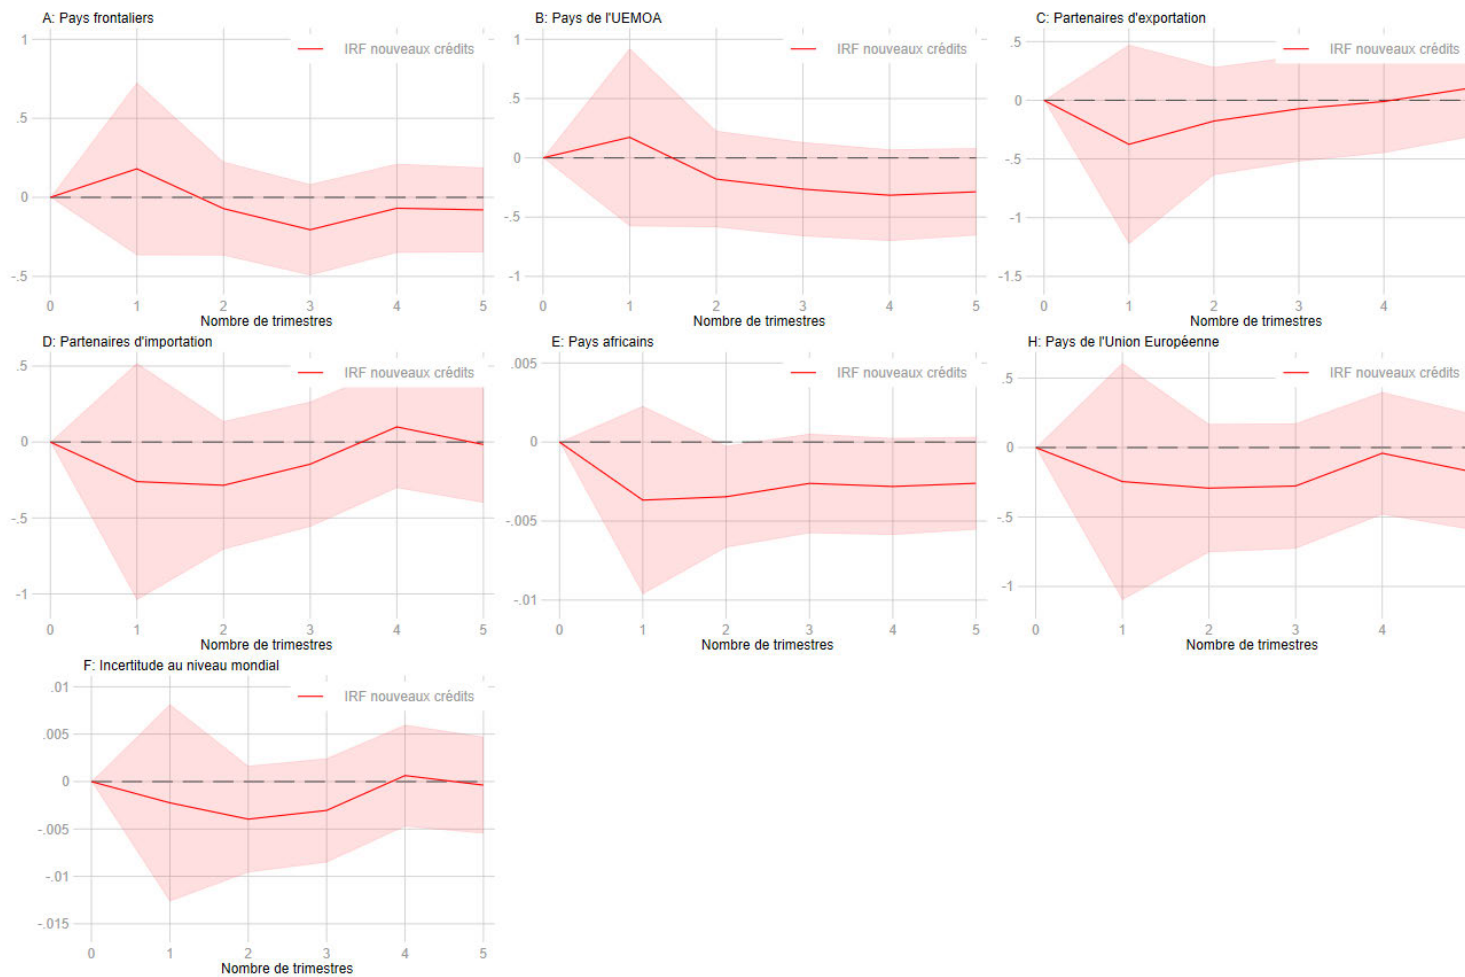 A: Pays frontaliers
IRF nouveaux crédits
1
.5
0
-.5
0 1 2 3 4 5
Nombre de trimestres
B: Pays de l'UEMOA
IRF nouveaux crédits
1
.5
0
-.5
-1
0 1 2 3 4 5
Nombre de trimestres
C: Partenaires d'exportation
IRF nouveaux crédits
.5
0
-.5
-1
-1.5
0 1 2 3 4
Nombre de trimestres
D: Partenaires d'importation
IRF nouveaux crédits
.5
0
-.5
-1
0 1 2 3 4 5
Nombre de trimestres
E: Pays africains
IRF nouveaux crédits
.005
0
-.005
-.01
0 1 2 3 4 5
Nombre de trimestres
H: Pays de l'Union Européenne
IRF nouveaux crédits
.5
0
-.5
-1
0 1 2 3 4
Nombre de trimestres
F: Incertitude au niveau mondial
IRF nouveaux crédits
.01
.005
0
-.005
-.01
-.015
0 1 2 3 4 5
Nombre de trimestres